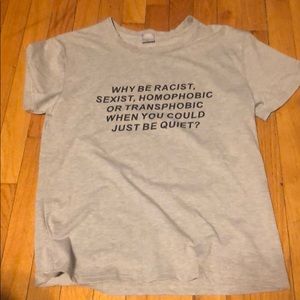 WHY BE RACIST,
SEXIST, HOMOPHOBIC
OR TRANSPHOBIC
WHEN YOU COULD
JUST BE QUIET?